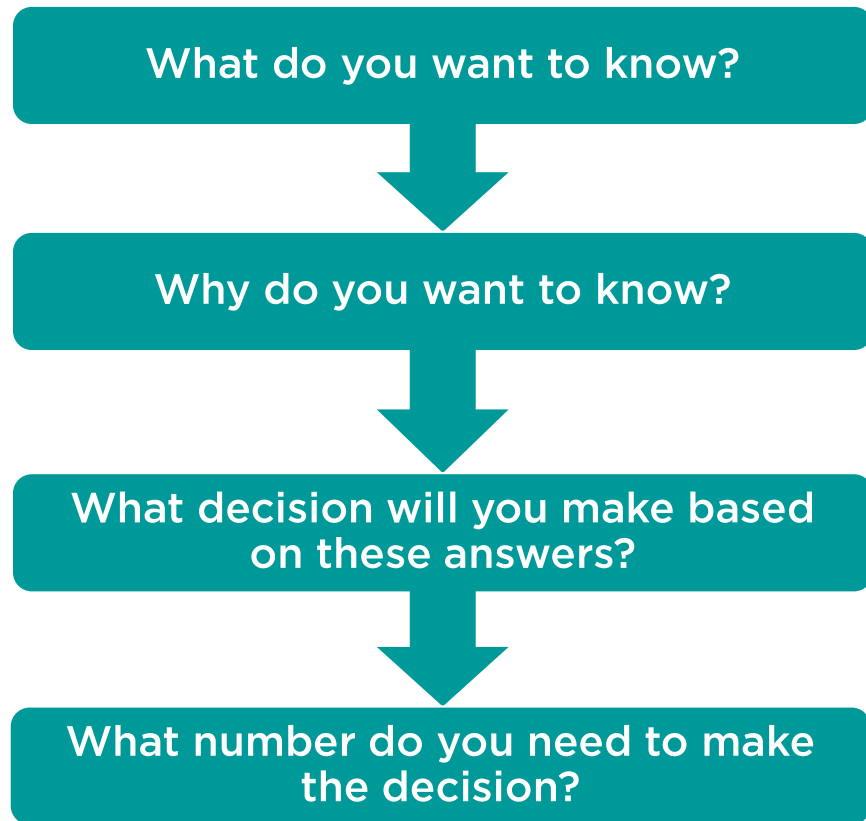 What do you want to know?
Why do you want to know?
What decision will you make based
on these answers?
What number do you need to make
the decision?